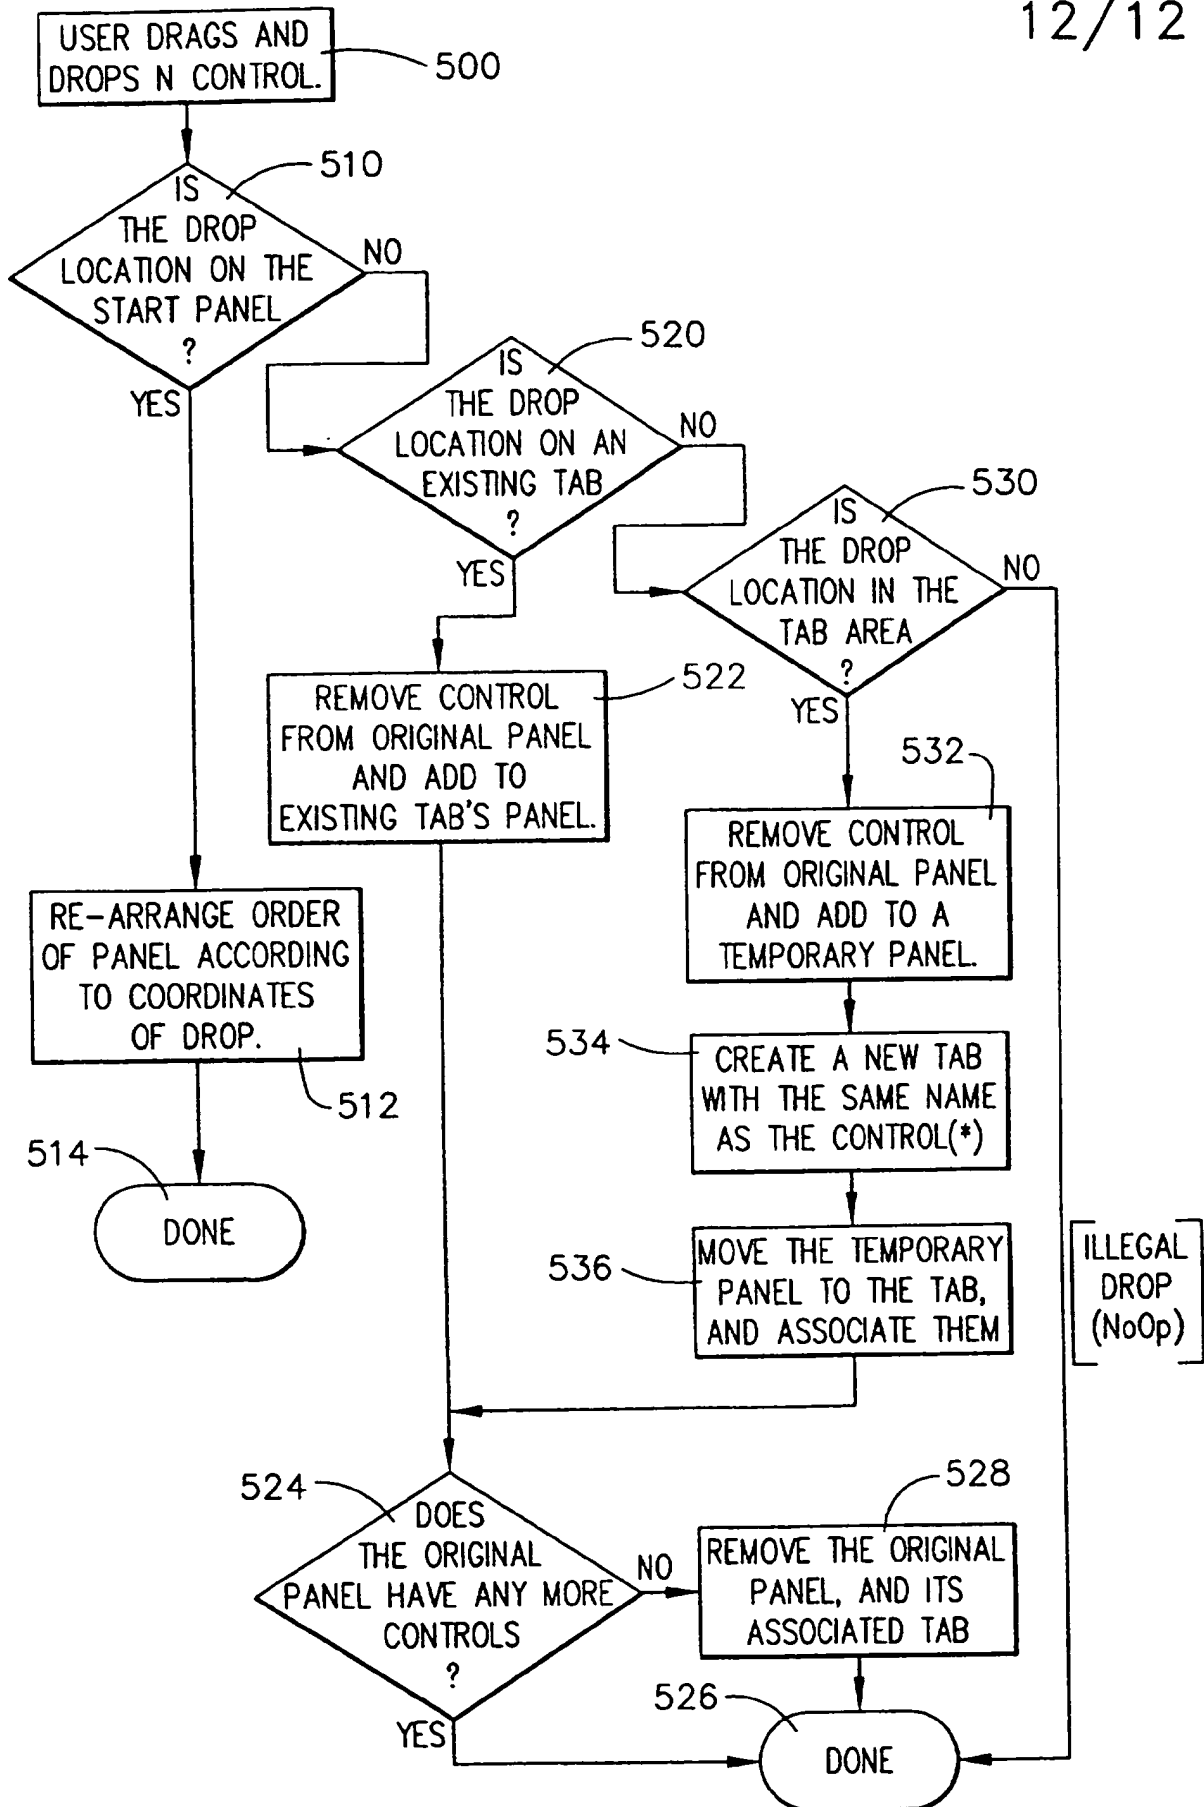 12/12
USER DRAGS AND
DROPS N CONTROL.
500
510
IS
THE DROP
LOCATION ON THE
START PANEL
?
NO
YES
520
IS
THE DROP
LOCATION ON AN
EXISTING TAB
?
NO
YES
530
IS
THE DROP
LOCATION IN THE
TAB AREA
?
NO
YES
522
REMOVE CONTROL
FROM ORIGINAL PANEL
AND ADD TO
EXISTING TAB'S PANEL.
532
REMOVE CONTROL
FROM ORIGINAL PANEL
AND ADD TO A
TEMPORARY PANEL.
RE-ARRANGE ORDER
OF PANEL ACCORDING
TO COORDINATES
OF DROP.
512
534
CREATE A NEW TAB
WITH THE SAME NAME
AS THE CONTROL(*)
514
DONE
536
MOVE THE TEMPORARY
PANEL TO THE TAB,
AND ASSOCIATE THEM
ILLEGAL
DROP
(NoOp)
524
DOES
THE ORIGINAL
PANEL HAVE ANY MORE
CONTROLS
?
NO
YES
528
REMOVE THE ORIGINAL
PANEL, AND ITS
ASSOCIATED TAB
526
DONE